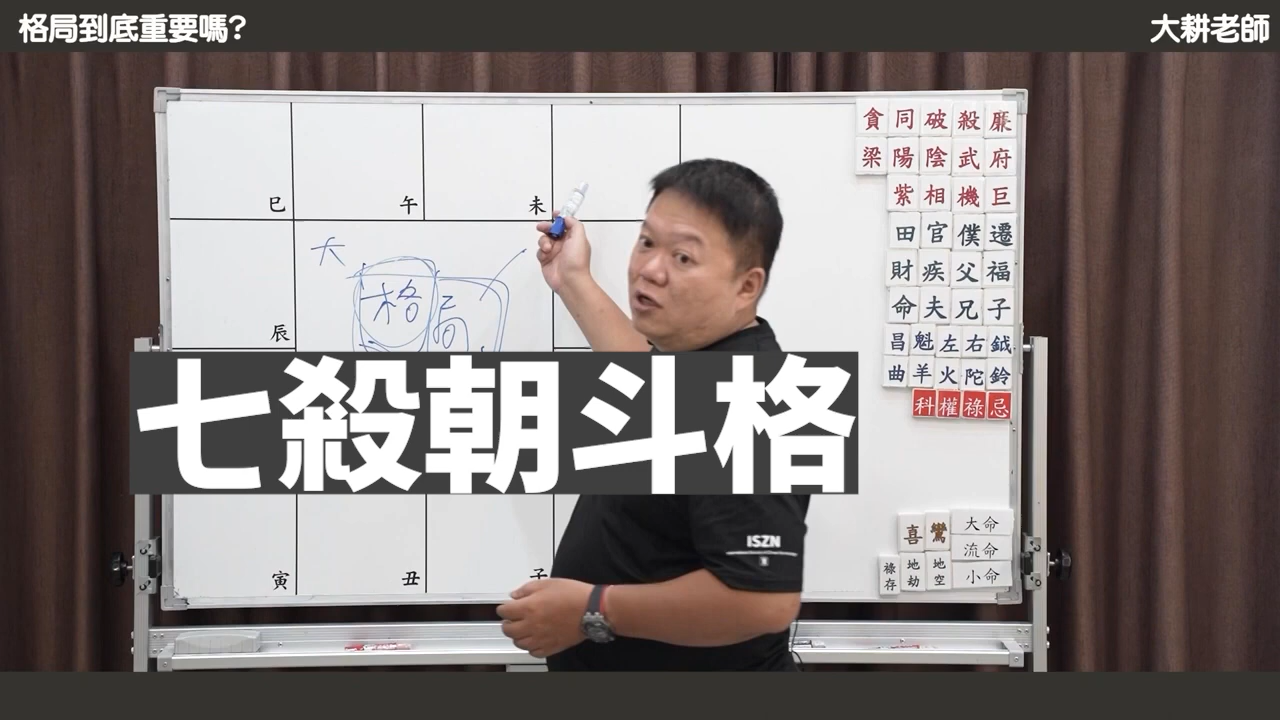 格局到底重要嗎?
大耕老師
貪同破殺廉
梁陽陰武府
紫相機巨
巳
午
未
田官僕遷
大
財疾父福
格局
命夫兄子
辰
昌魁左右鉞
曲羊火陀鈴
科權祿忌
七殺朝斗格
喜鸞
大命
流命
小命
祿存
地劫
地空
ISZN
寅
丑
子